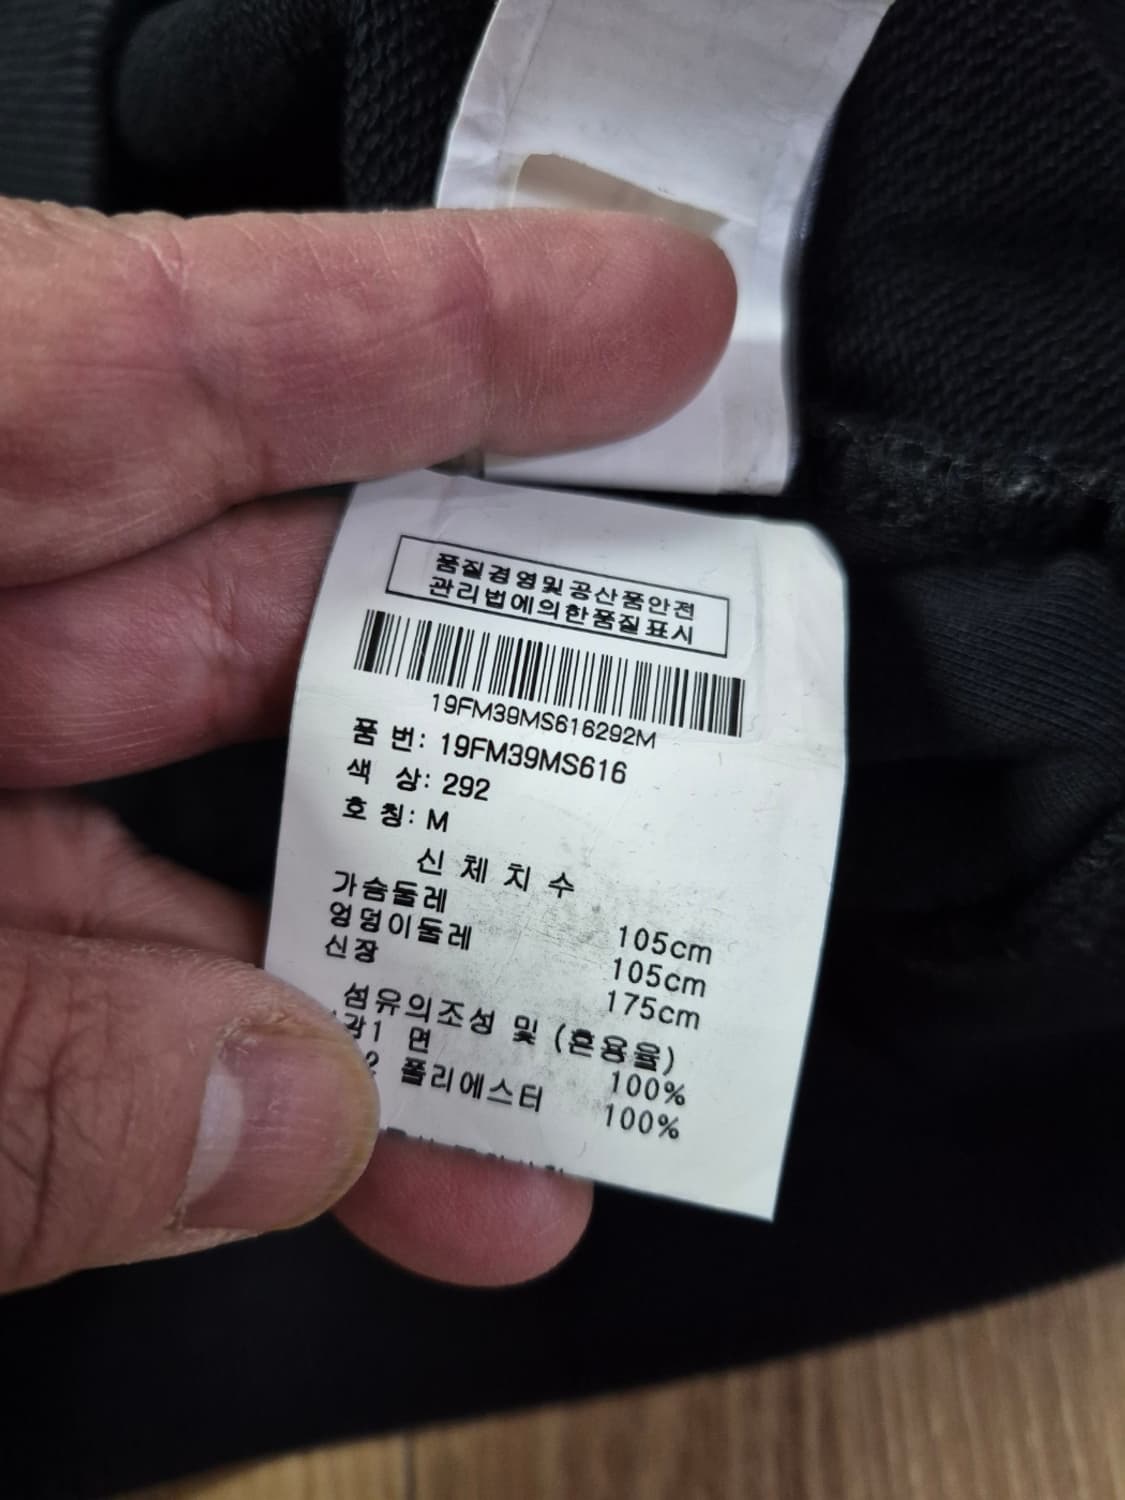 품질경영및공산품안전
관리법에의한품질표시
19FM39MS616292M
품 번: 19FM39MS616
색 상: 292
호 칭: M
신 체 치 수
가슴둘레 105cm
엉덩이둘레 105cm
신장 175cm
섬유의조성 및 (혼용율)
1 면 100%
2 폴리에스터 100%